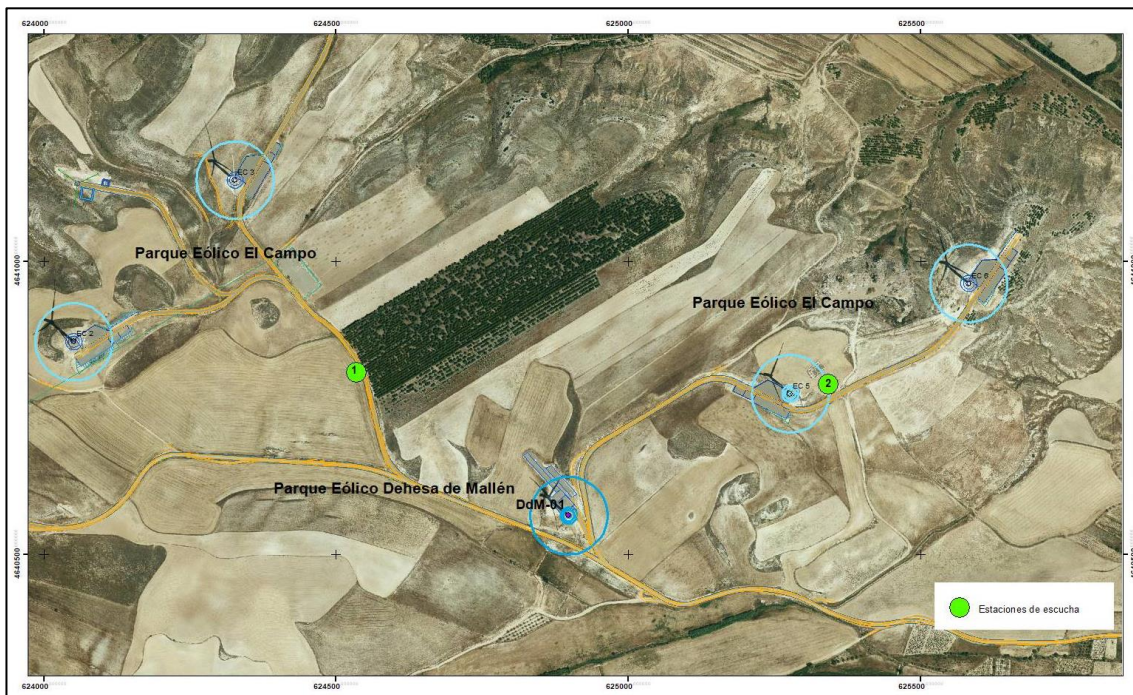 624000
624500
625000
625500
EC 3
Parque Eólico El Campo
4641000
EC 6
Parque Eólico El Campo
EC 2
1
2
EC 5
Parque Eólico Dehesa de Mallén
DdM-01
4640500
Estaciones de escucha
624000
624500
625000
625500